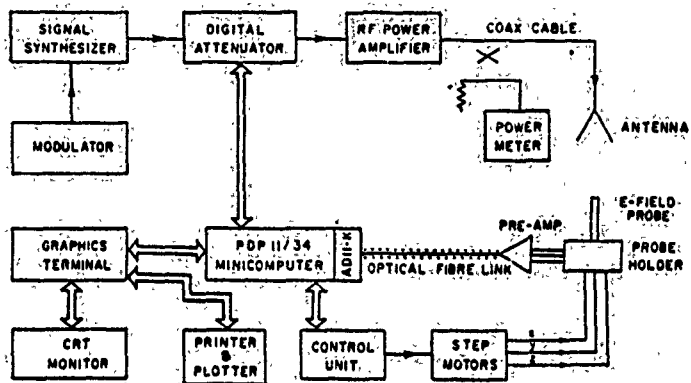 SIGNAL
SYNTHESIZER
DIGITAL
ATTENUATOR
RF POWER
AMPLIFIER
COAX CABLE
MODULATOR
POWER
METER
ANTENNA
E-FIELD
PROBE
PRE-AMP.
GRAPHICS
TERMINAL
PDP 11/34
MINICOMPUTER
AD11-K
OPTICAL FIBRE LINK
PROBE
HOLDER
CRT
MONITOR
PRINTER
&
PLOTTER
CONTROL
UNIT
STEP
MOTORS